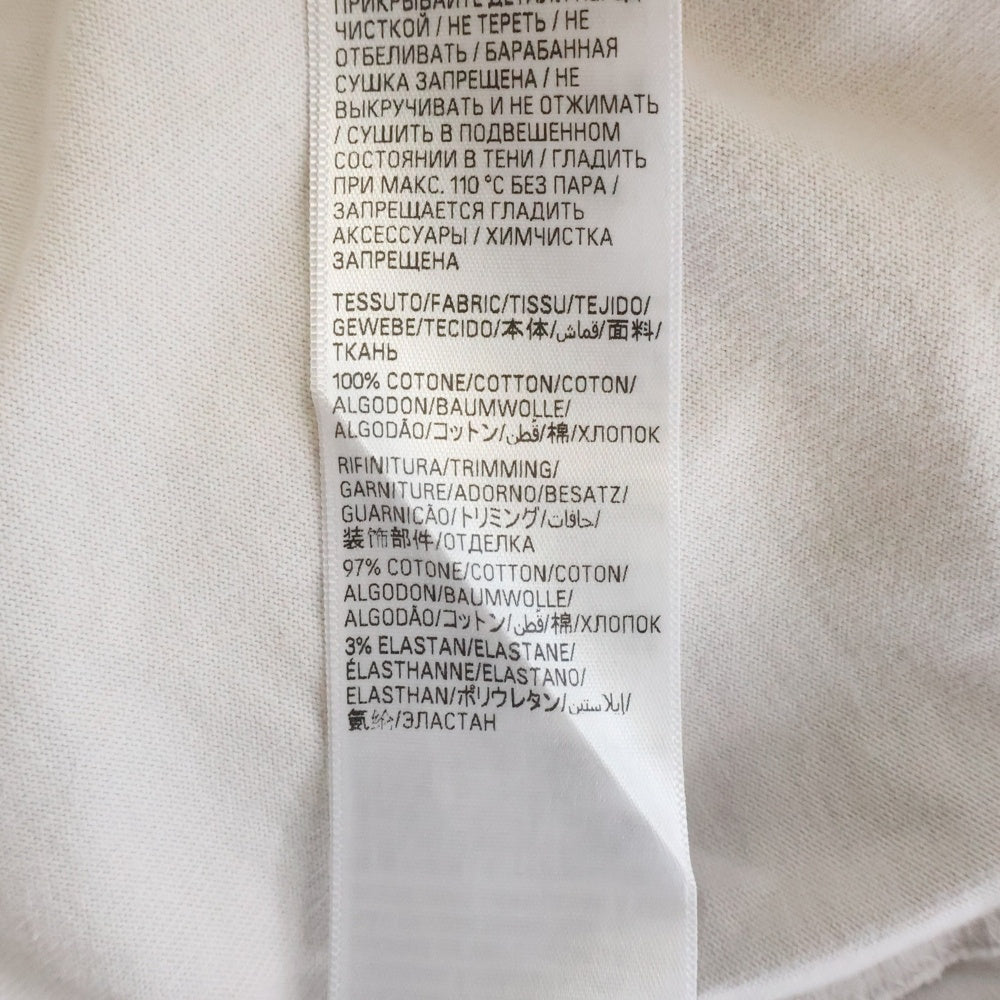 ПРИКРЫВАЙТЕ
ЧИСТКОЙ / НЕ ТЕРЕТЬ / НЕ
ОТБЕЛИВАТЬ / БАРАБАННАЯ
СУШКА ЗАПРЕЩЕНА / НЕ
ВЫКРУЧИВАТЬ И НЕ ОТЖИМАТЬ
/ СУШИТЬ В ПОДВЕШЕННОМ
СОСТОЯНИИ В ТЕНИ / ГЛАДИТЬ
ПРИ МАКС. 110 °C БЕЗ ПАРА /
ЗАПРЕЩАЕТСЯ ГЛАДИТЬ
АКСЕССУАРЫ / ХИМЧИСТКА
ЗАПРЕЩЕНА
TESSUTO/FABRIC/TISSU/TEJIDO/
GEWEBE/TECIDO/本体/قماش/面料/
ТКАНЬ
100% COTONE/COTTON/COTON/
ALGODON/BAUMWOLLE/
ALGODÃO/コットン/قُطن/棉/ХЛОПОК
RIFINITURA/TRIMMING/
GARNITURE/ADORNO/BESATZ/
GUARNICÃO/トリミング/حافات/
装饰部件/ОТДЕЛКА
97% COTONE/COTTON/COTON/
ALGODON/BAUMWOLLE/
ALGODÃO/コットン/قُطن/棉/ХЛОПОК
3% ELASTAN/ELASTANE/
ÉLASTHANNE/ELASTANO/
ELASTHAN/ポリウレタン/إيلاستين/
氨纶/ЭЛАСТАН